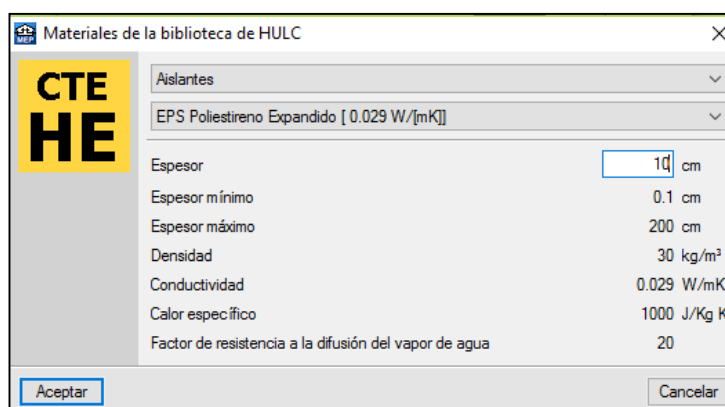 MEP Materiales de la biblioteca de HULC
CTE
HE
Aislantes
EPS Poliestireno Expandido [ 0.029 W/[mK]]
Espesor 10 cm
Espesor mínimo 0.1 cm
Espesor máximo 200 cm
Densidad 30 kg/m³
Conductividad 0.029 W/mK
Calor específico 1000 J/Kg K
Factor de resistencia a la difusión del vapor de agua 20
Aceptar Cancelar